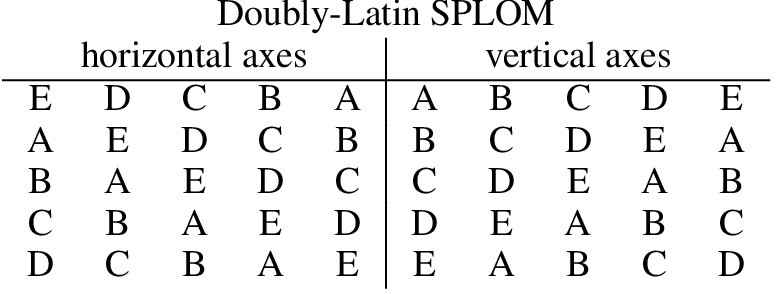 Doubly-Latin SPLOM
horizontal axes vertical axes
E D C B A A B C D E
A E D C B B C D E A
B A E D C C D E A B
C B A E D D E A B C
D C B A E E A B C D